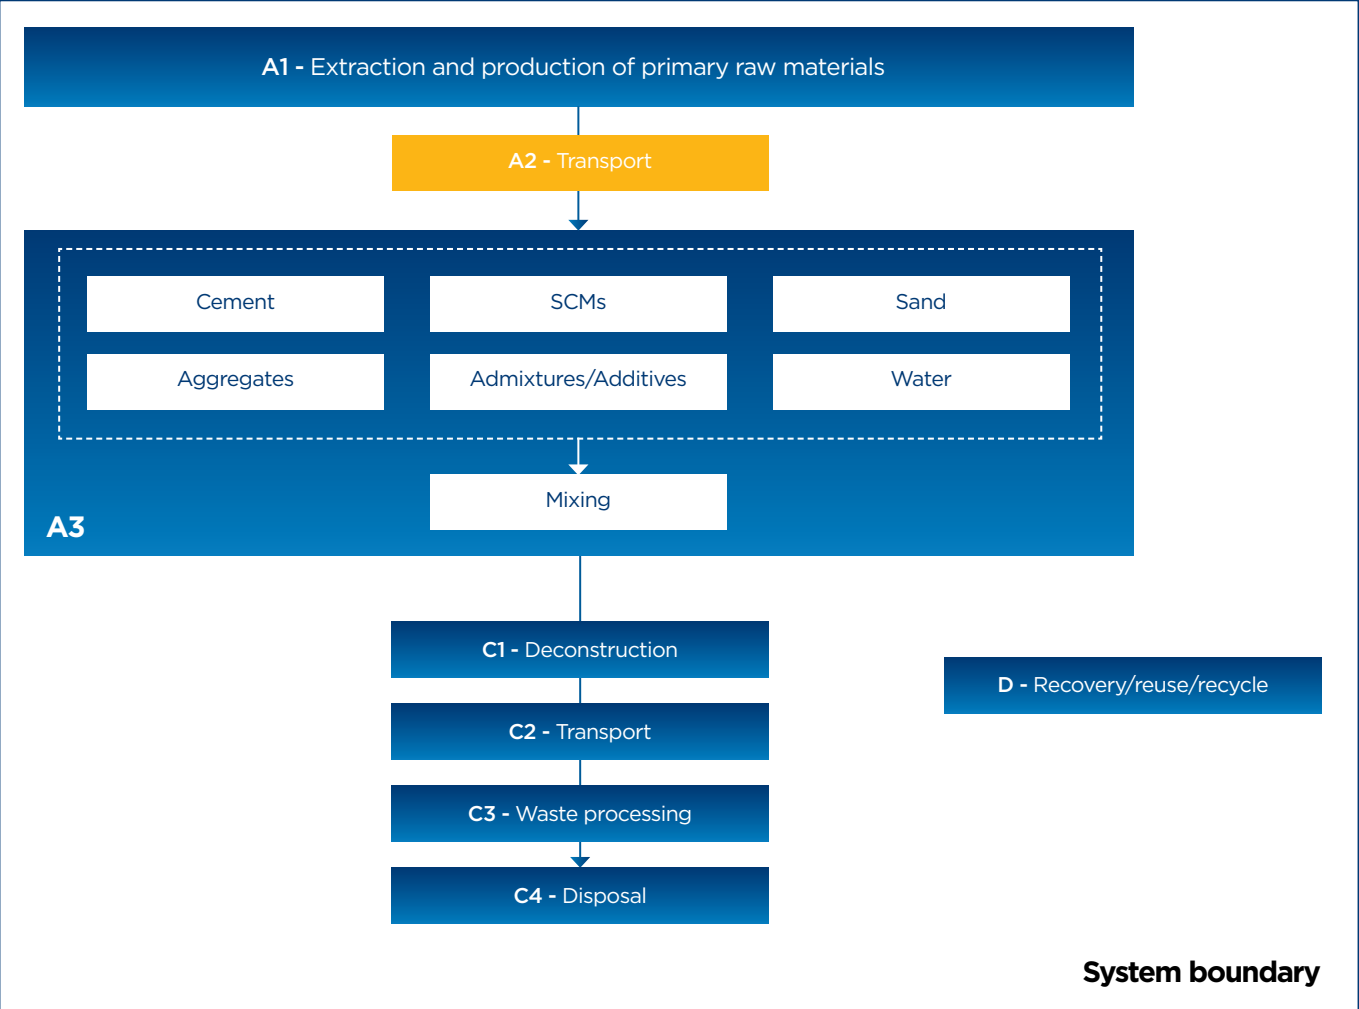 A1 - Extraction and production of primary raw materials
A2 - Transport
Cement
SCMs
Sand
Aggregates
Admixtures/Additives
Water
Mixing
A3
C1 - Deconstruction
D - Recovery/reuse/recycle
C2 - Transport
C3 - Waste processing
C4 - Disposal
System boundary